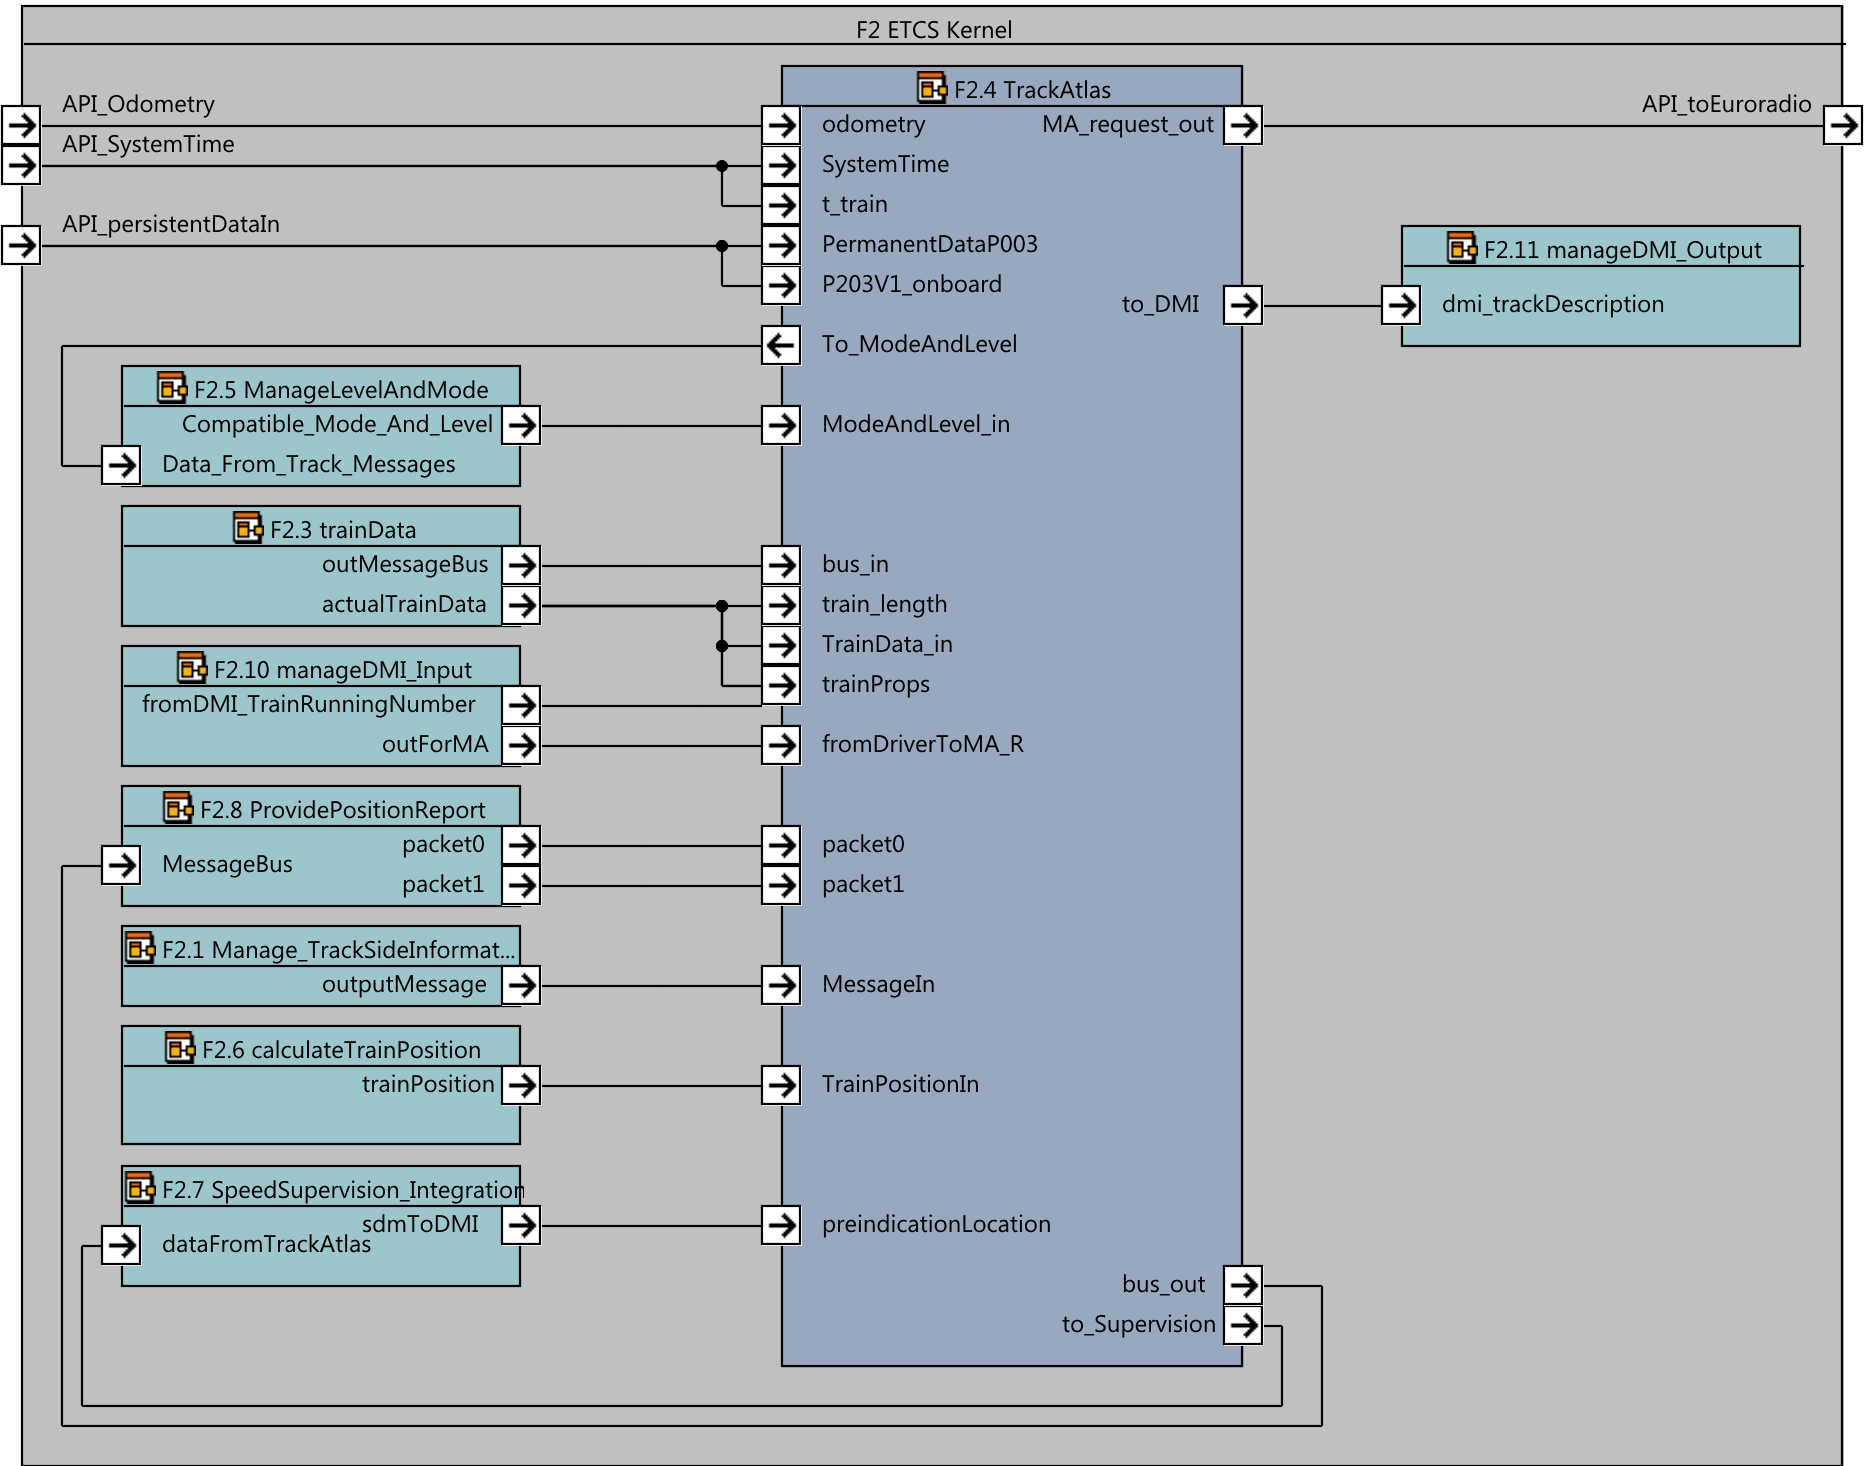 F2 ETCS Kernel
F2.4 TrackAtlas
API_Odometry
odometry
MA_request_out
API_toEuroradio
API_SystemTime
SystemTime
t_train
API_persistentDataIn
PermanentDataP003
P203V1_onboard
to_DMI
F2.11 manageDMI_Output
dmi_trackDescription
To_ModeAndLevel
F2.5 ManageLevelAndMode
Compatible_Mode_And_Level
ModeAndLevel_in
Data_From_Track_Messages
F2.3 trainData
outMessageBus
bus_in
actualTrainData
train_length
TrainData_in
F2.10 manageDMI_Input
trainProps
fromDMI_TrainRunningNumber
outForMA
fromDriverToMA_R
F2.8 ProvidePositionReport
packet0
packet0
MessageBus
packet1
packet1
F2.1 Manage_TrackSideInformat...
outputMessage
MessageIn
F2.6 calculateTrainPosition
trainPosition
TrainPositionIn
F2.7 SpeedSupervision_Integration
sdmToDMI
preindicationLocation
dataFromTrackAtlas
bus_out
to_Supervision